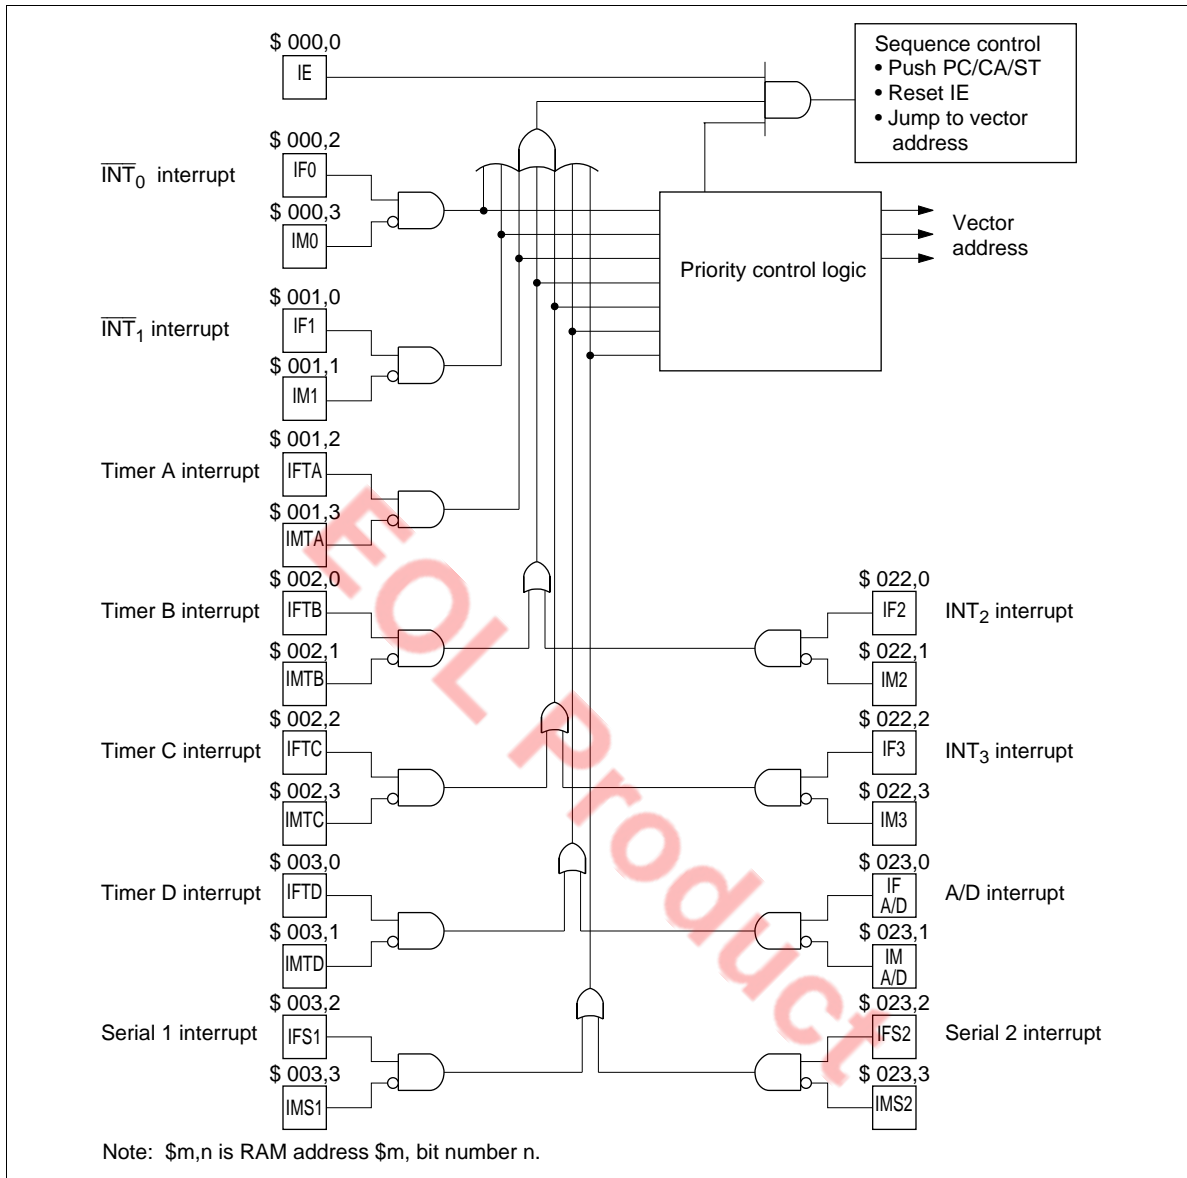 $ 000,0
IE
Sequence control
• Push PC/CA/ST
• Reset IE
• Jump to vector
address
$ 000,2
IF0
INT0 interrupt
$ 000,3
IM0
Vector
address
Priority control logic
$ 001,0
IF1
INT1 interrupt
$ 001,1
IM1
$ 001,2
Timer A interrupt
IFTA
$ 001,3
IMTA
$ 002,0
Timer B interrupt
IFTB
$ 002,1
IMTB
$ 022,0
IF2
INT2 interrupt
$ 022,1
IM2
$ 002,2
Timer C interrupt
IFTC
$ 002,3
IMTC
$ 022,2
IF3
INT3 interrupt
$ 022,3
IM3
$ 003,0
Timer D interrupt
IFTD
$ 003,1
IMTD
$ 023,0
IF
A/D
A/D interrupt
$ 023,1
IM
A/D
$ 003,2
Serial 1 interrupt
IFS1
$ 003,3
IMS1
$ 023,2
IFS2
Serial 2 interrupt
$ 023,3
IMS2
Note: $m,n is RAM address $m, bit number n.
EOL Product